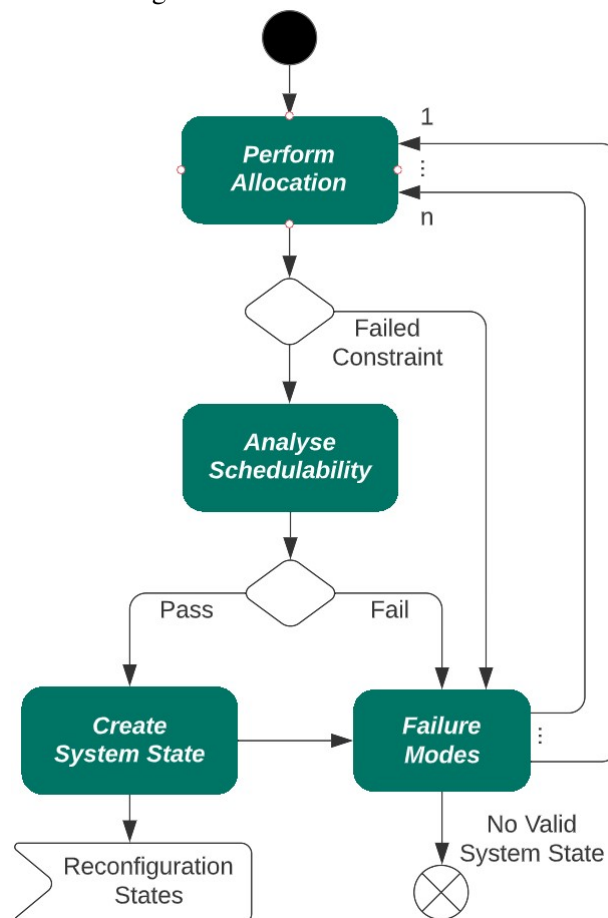 Perform
Allocation
1
⋮
n
Failed
Constraint
Analyse
Schedulability
Pass
Fail
Create
System State
Failure
Modes
⋮
No Valid
System State
Reconfiguration
States